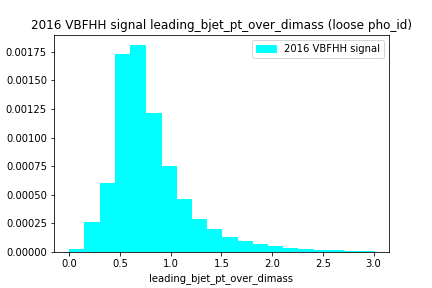 2016 VBFHH signal leading_bjet_pt_over_dimass (loose pho_id)
2016 VBFHH signal
0.00175
0.00150
0.00125
0.00100
0.00075
0.00050
0.00025
0.00000
0.0 0.5 1.0 1.5 2.0 2.5 3.0
leading_bjet_pt_over_dimass